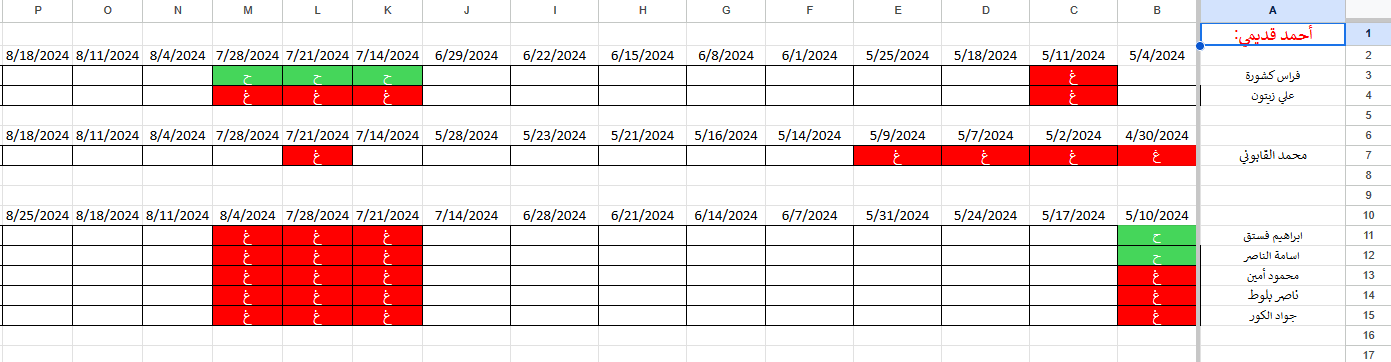 A B C D E F G H I J K L M N O P
1 أحمد قديمي:
2 5/4/2024 5/11/2024 5/18/2024 5/25/2024 6/1/2024 6/8/2024 6/15/2024 6/22/2024 6/29/2024 7/14/2024 7/21/2024 7/28/2024 8/4/2024 8/11/2024 8/18/2024
3 فراس كشورة غ ح ح ح
4 علي زيتون غ غ غ غ
5
6 4/30/2024 5/2/2024 5/7/2024 5/9/2024 5/14/2024 5/16/2024 5/21/2024 5/23/2024 5/28/2024 7/14/2024 7/21/2024 7/28/2024 8/4/2024 8/11/2024 8/18/2024
7 محمد القابوني غ غ غ غ غ
8
9
10 5/10/2024 5/17/2024 5/24/2024 5/31/2024 6/7/2024 6/14/2024 6/21/2024 6/28/2024 7/14/2024 7/21/2024 7/28/2024 8/4/2024 8/11/2024 8/18/2024 8/25/2024
11 ابراهيم فستق ح غ غ غ
12 اسامة الناصر ح غ غ غ
13 محمود أمين غ غ غ غ
14 ناصر بلوط غ غ غ غ
15 جواد الكور غ غ غ غ
16
17